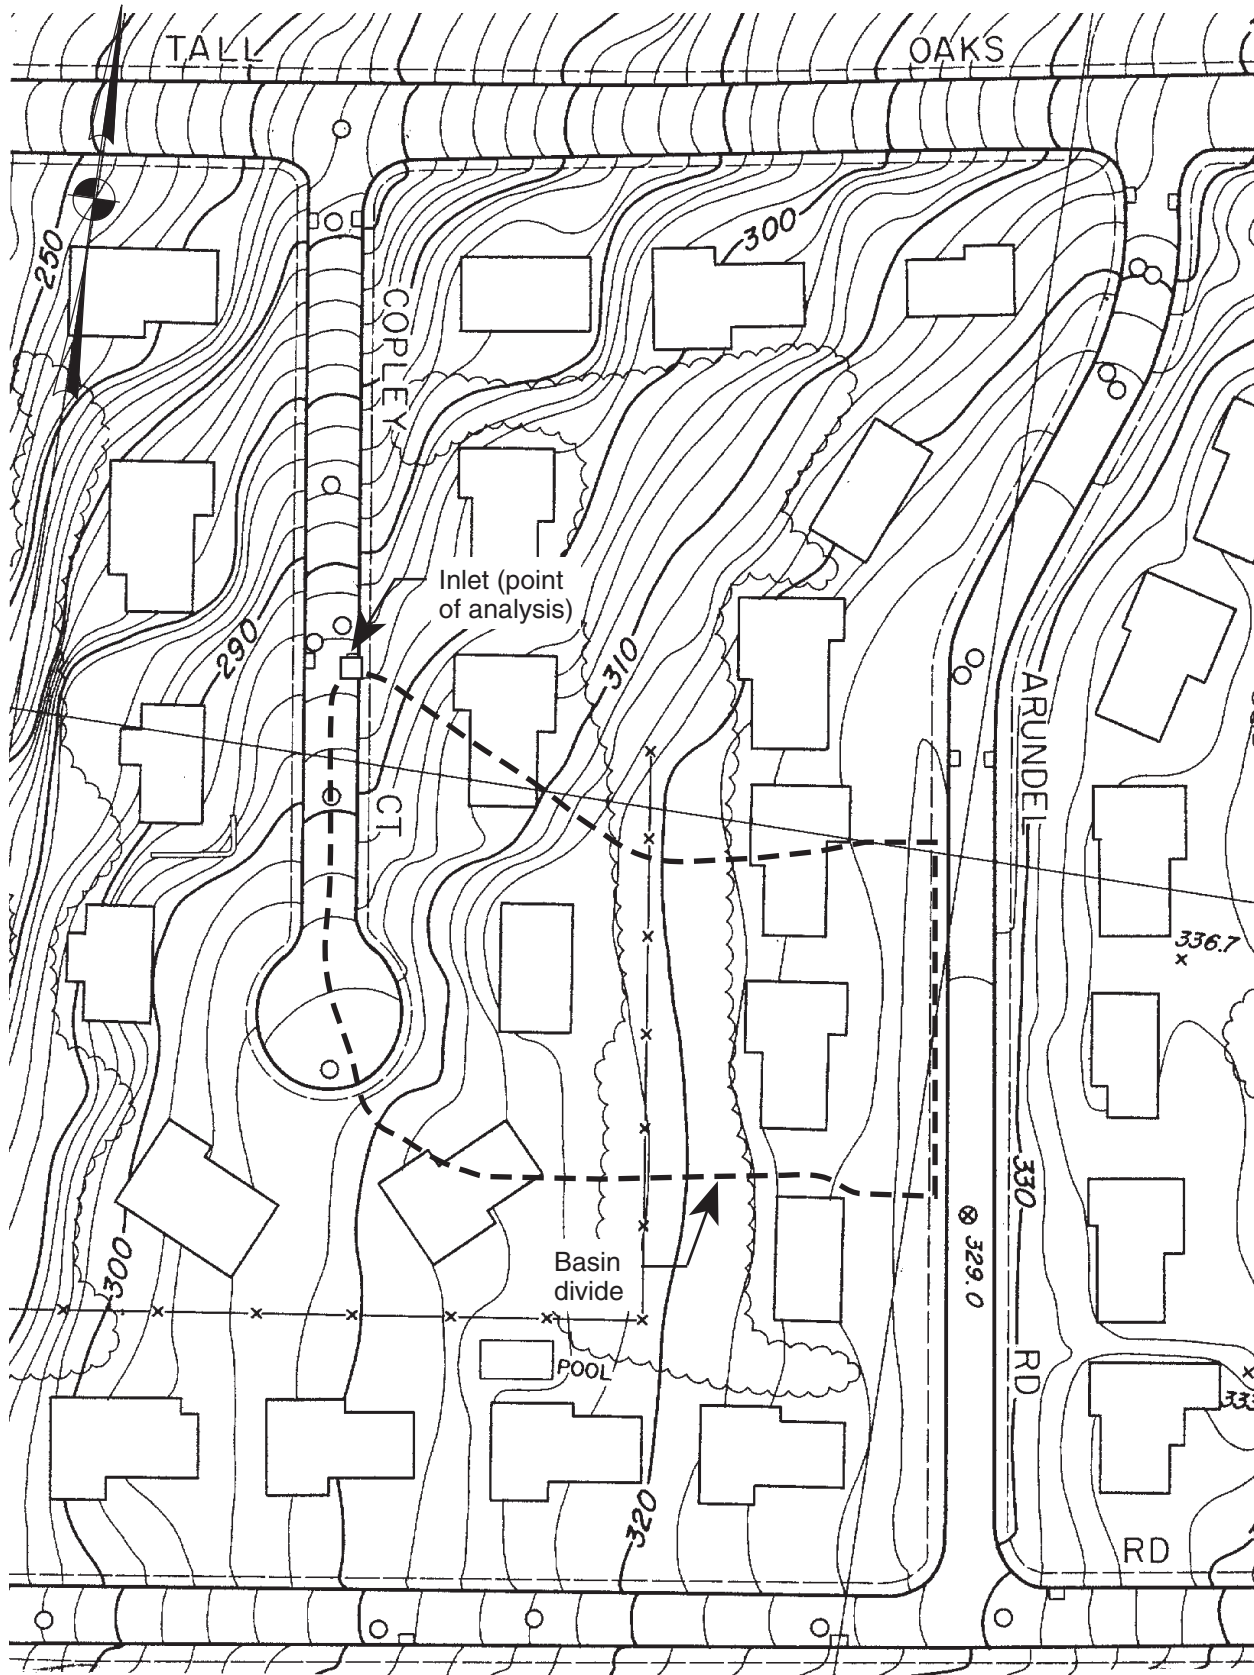 TALL
OAKS
250
300
COPLEY
Inlet (point
of analysis)
290
310
ARUNDEL
CT
336.7
330
329.0
Basin
divide
300
POOL
RD
333
320
RD